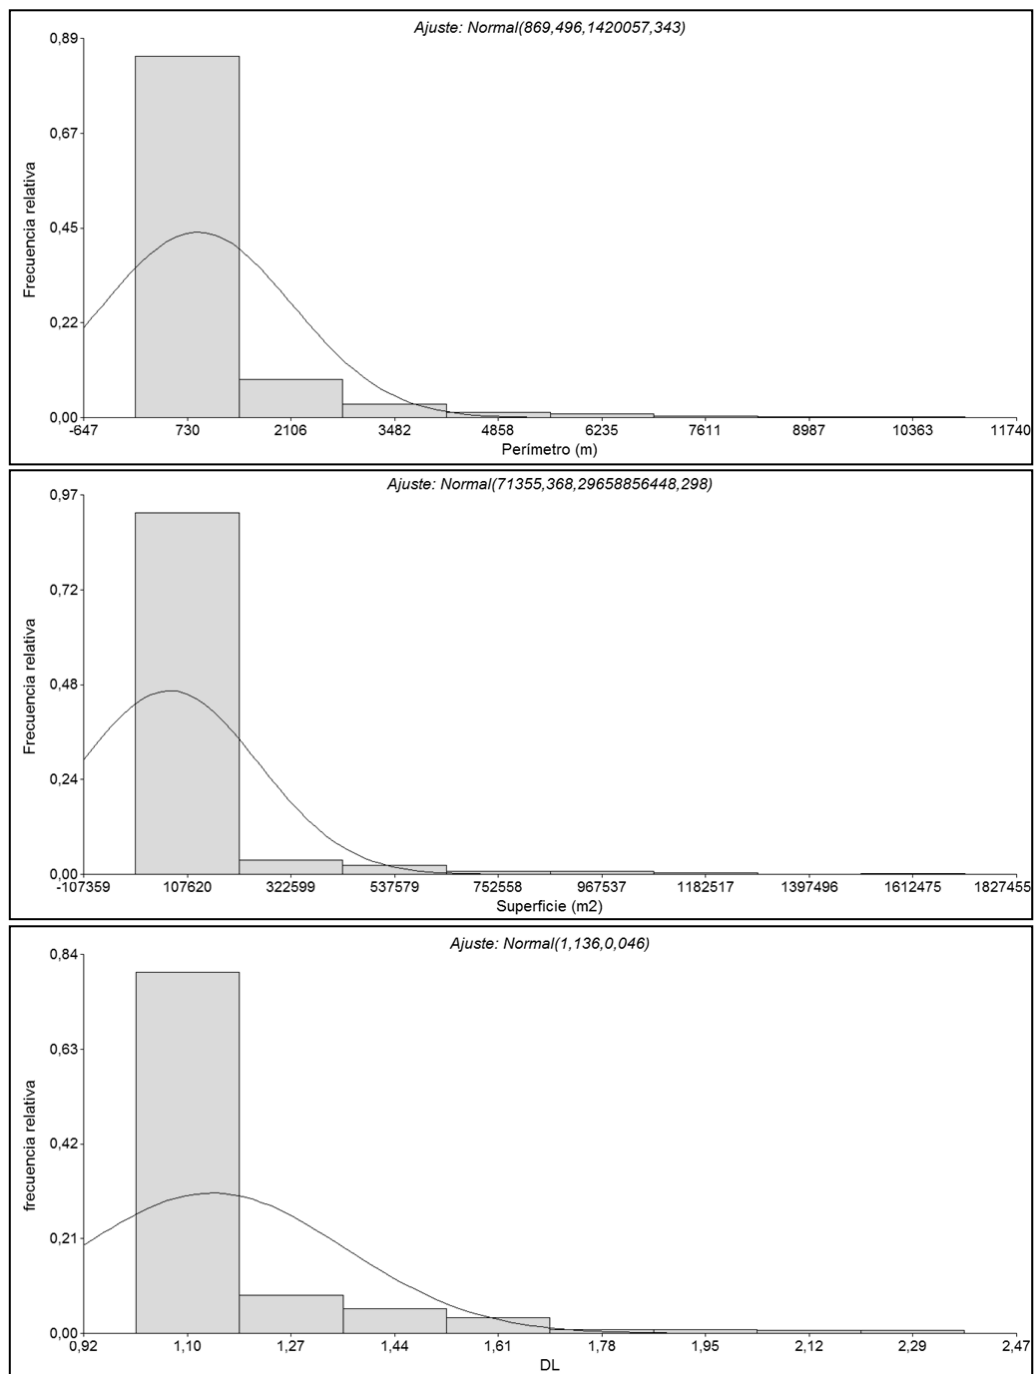 Ajuste: Normal(869,496,1420057,343)
0,89
0,67
0,45
0,22
0,00
Frecuencia relativa
-647 730 2106 3482 4858 6235 7611 8987 10363 11740
Perímetro (m)
Ajuste: Normal(71355,368,29658856448,298)
0,97
0,72
0,48
0,24
0,00
Frecuencia relativa
-107359 107620 322599 537579 752558 967537 1182517 1397496 1612475 1827455
Superficie (m2)
Ajuste: Normal(1,136,0,046)
0,84
0,63
0,42
0,21
0,00
frecuencia relativa
0,92 1,10 1,27 1,44 1,61 1,78 1,95 2,12 2,29 2,47
DL